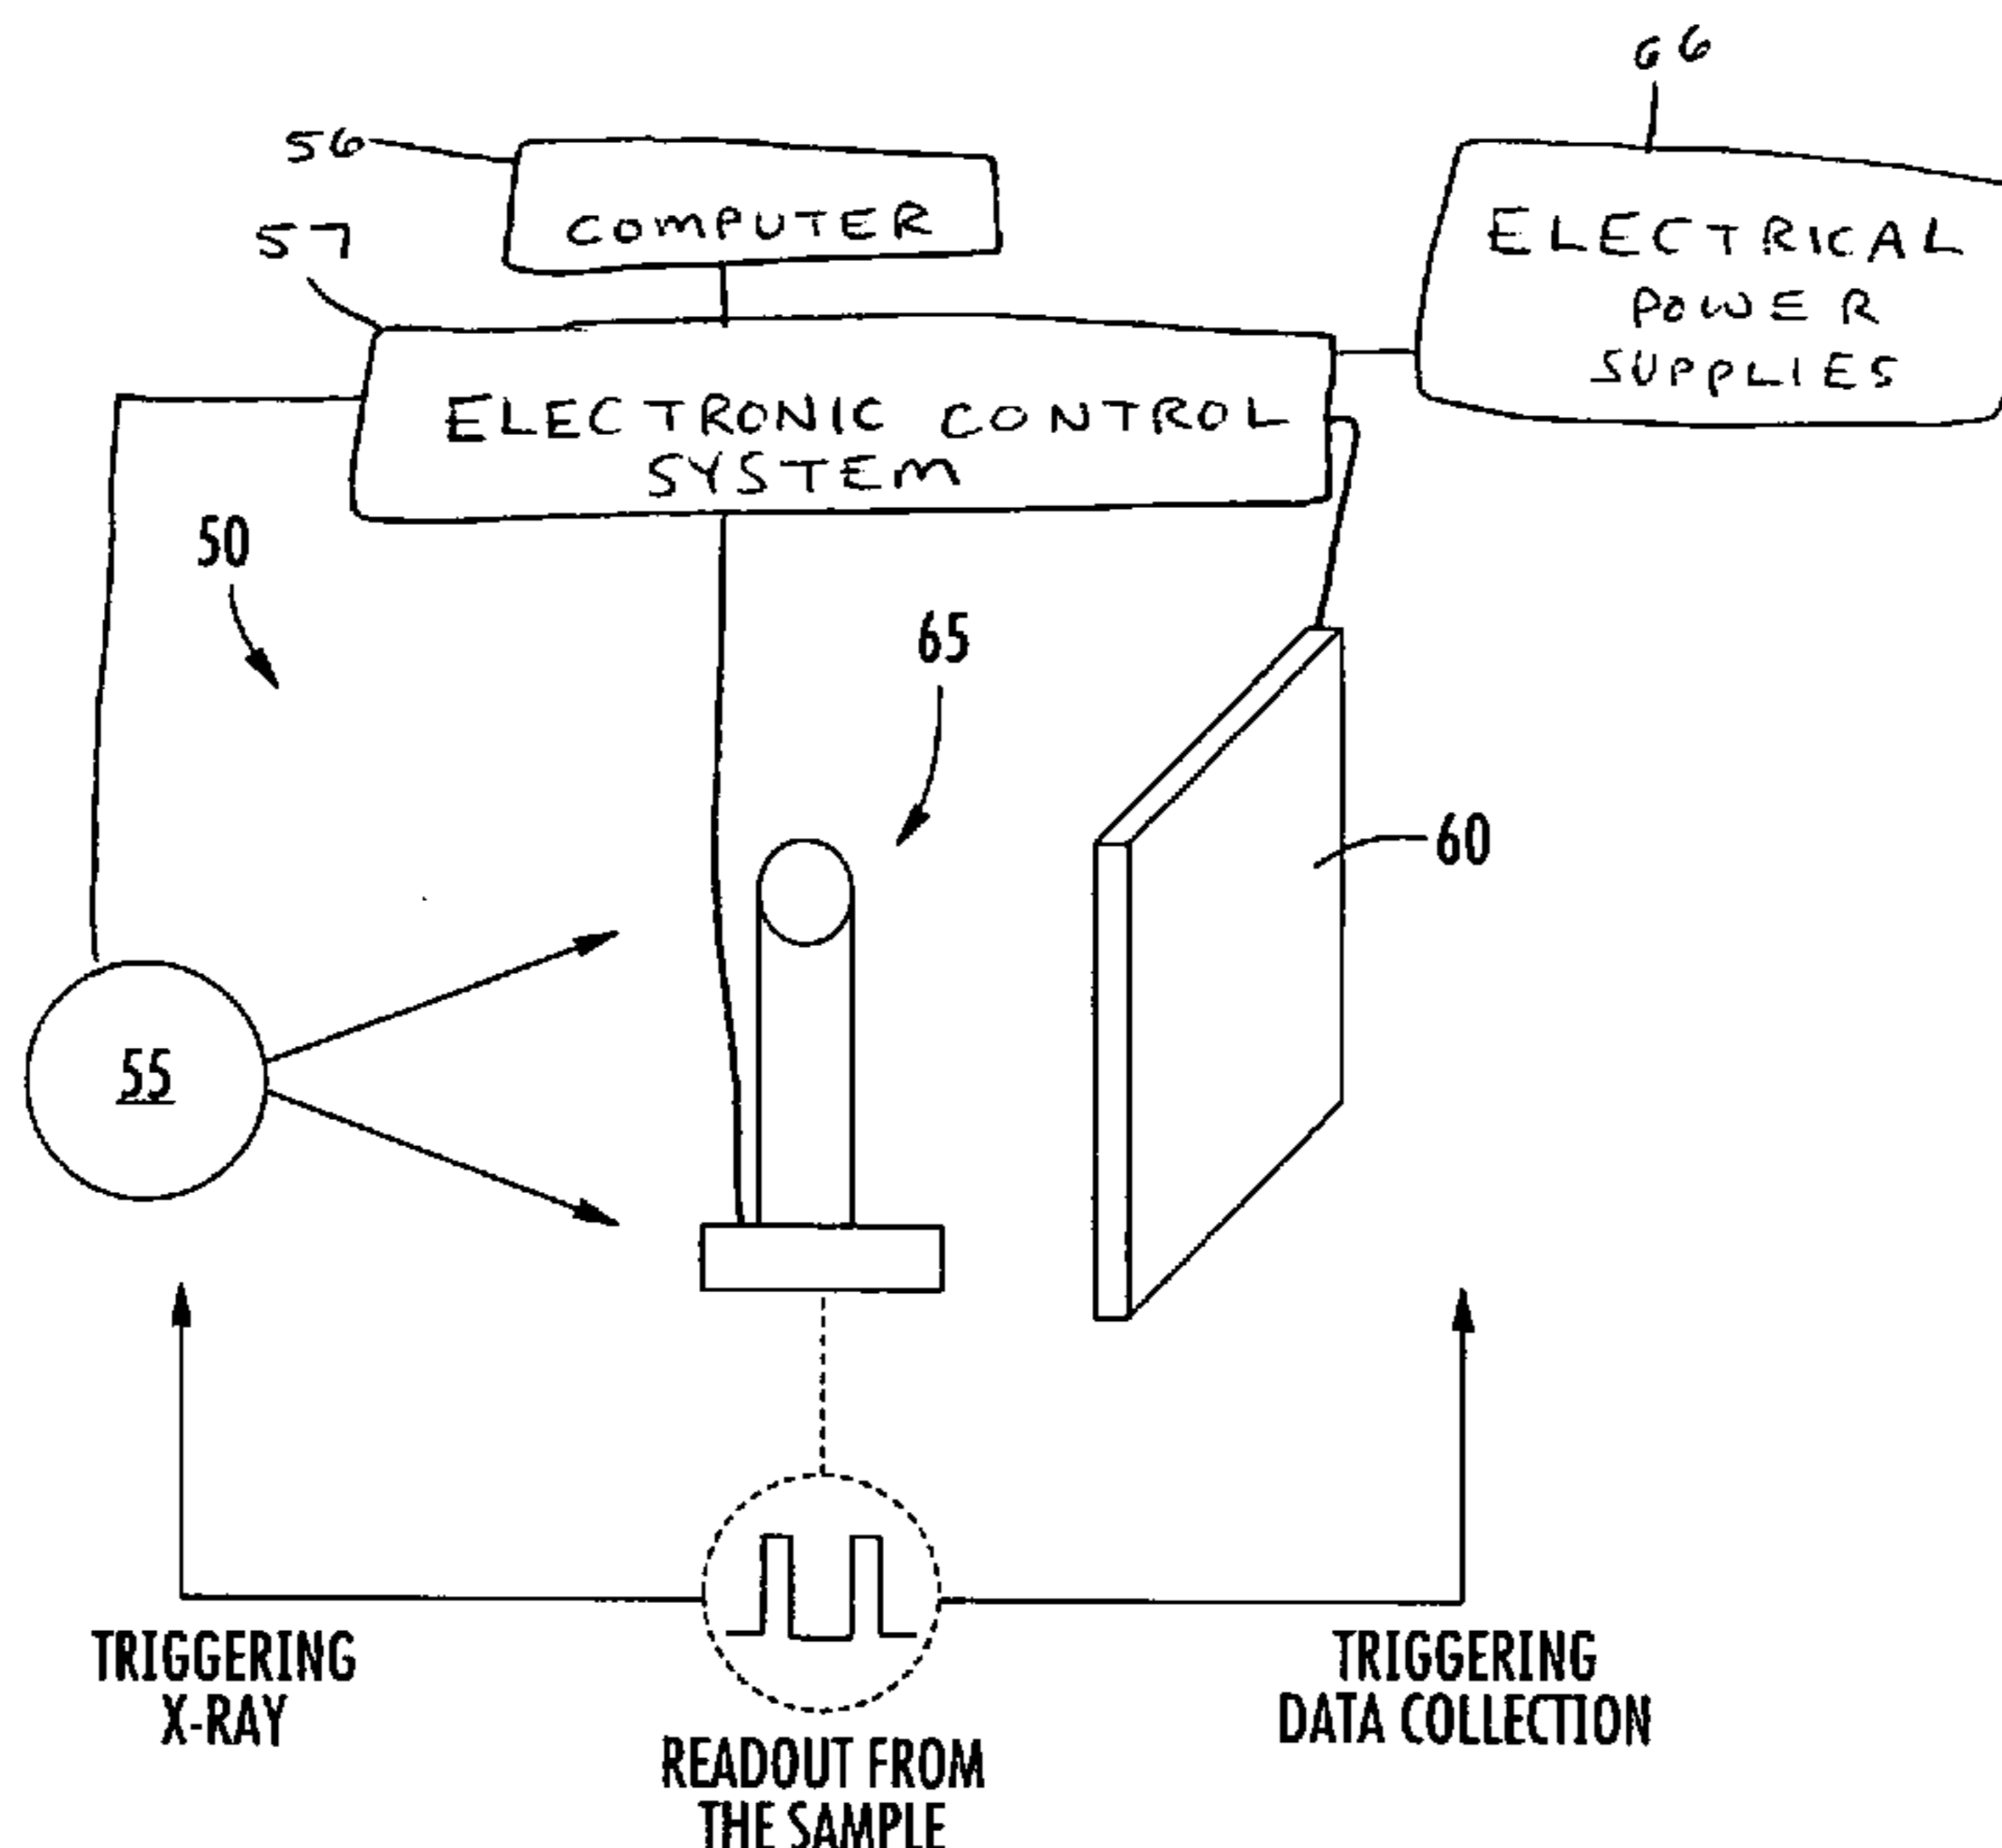 66
56
COMPUTER
57
ELECTRICAL
POWER
SUPPLIES
ELECTRONIC CONTROL
SYSTEM
50
65
60
55
TRIGGERING
X-RAY
TRIGGERING
DATA COLLECTION
READOUT FROM
THE SAMPLE